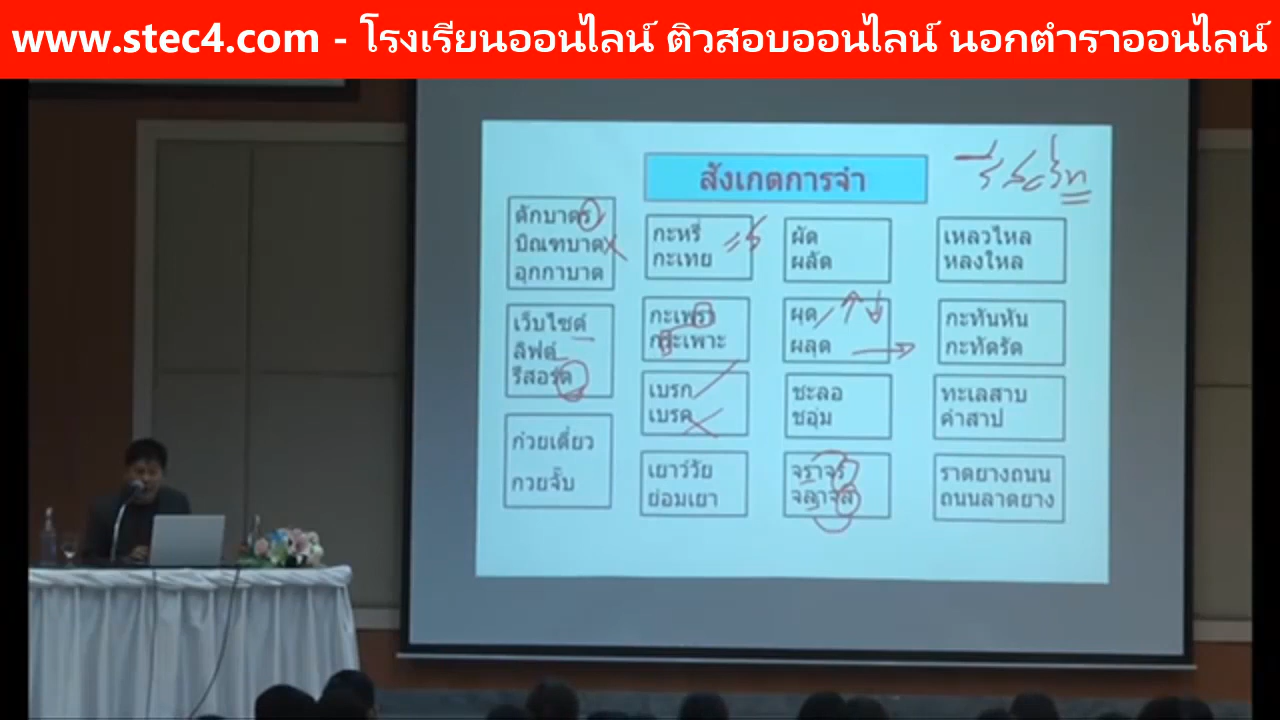 www.stec4.com - โรงเรียนออนไลน์ ติวสอบออนไลน์ นอกตำราออนไลน์
สังเกตการจำ
ตักบาตร
บิณฑบาต
อุกกาบาต
เว็บไซต์
ลิฟต์
รีสอร์ต
ก๋วยเตี๋ยว
กวยจั๊บ
กะหรี่
กะเทย
กะเพรา
กระเพาะ
เบรก
เบรค
เยาว์วัย
ย่อมเยา
ผัด
ผลัด
ผุด
ผลุด
ชะลอ
ชอุ่ม
จราจร
จลาจล
เหลวไหล
หลงใหล
กะทันหัน
กะทัดรัด
ทะเลสาบ
คำสาป
ราดยางถนน
ถนนลาดยาง